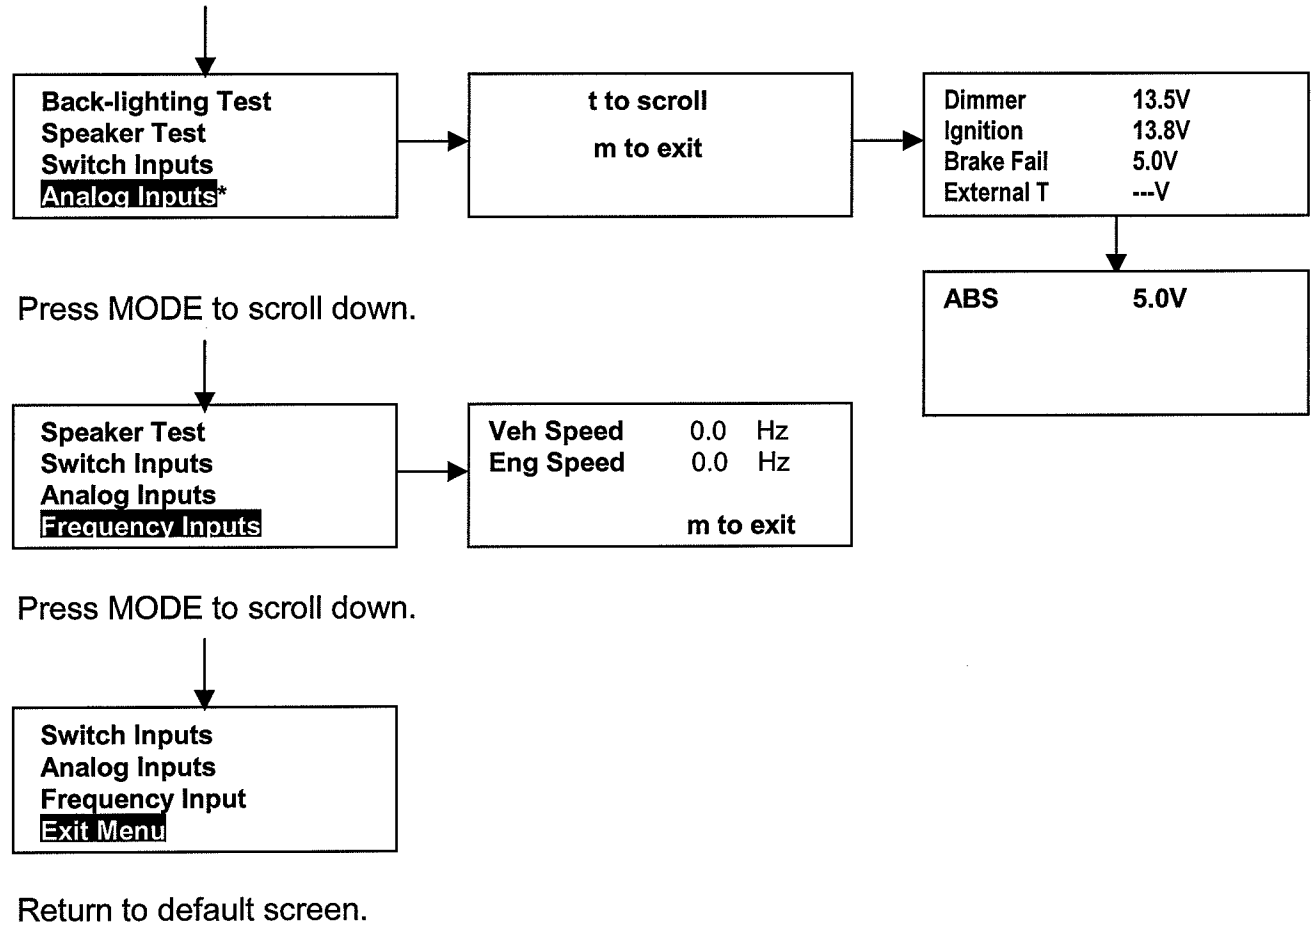 Back-lighting Test
Speaker Test
Switch Inputs
Analog Inputs*
t to scroll
m to exit
Dimmer 13.5V
Ignition 13.8V
Brake Fail 5.0V
External T ---V
ABS 5.0V
Press MODE to scroll down.
Speaker Test
Switch Inputs
Analog Inputs
Frequency Inputs
Veh Speed 0.0 Hz
Eng Speed 0.0 Hz
m to exit
Press MODE to scroll down.
Switch Inputs
Analog Inputs
Frequency Input
Exit Menu
Return to default screen.